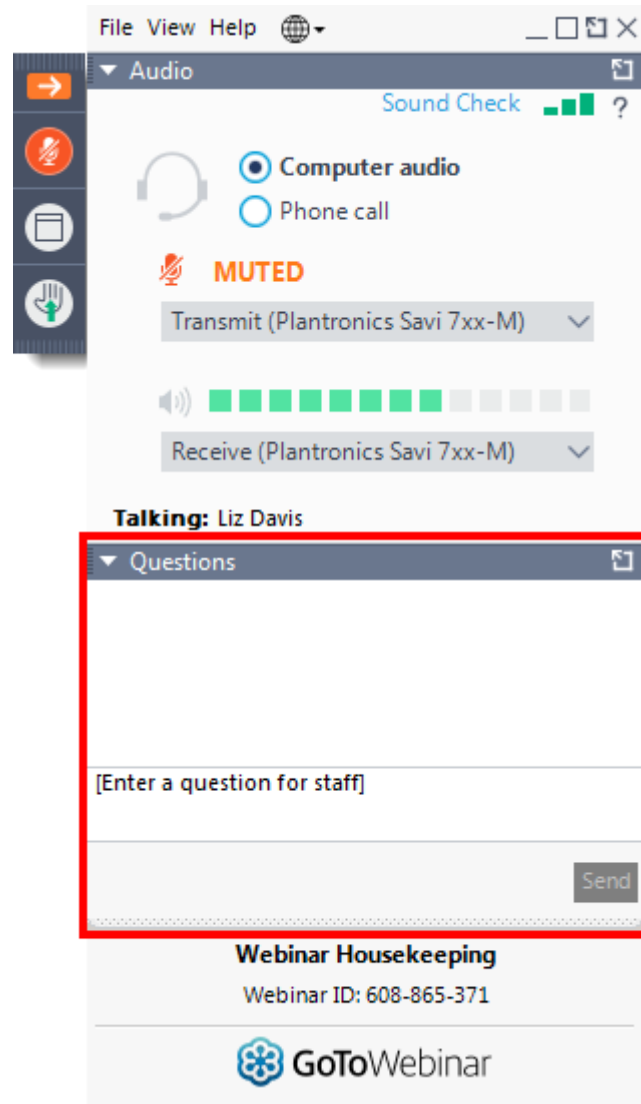 File View Help
Audio
Sound Check ?
Computer audio
Phone call
MUTED
Transmit (Plantronics Savi 7xx-M)
Receive (Plantronics Savi 7xx-M)
Talking: Liz Davis
Questions
[Enter a question for staff]
Send
Webinar Housekeeping
Webinar ID: 608-865-371
GoToWebinar